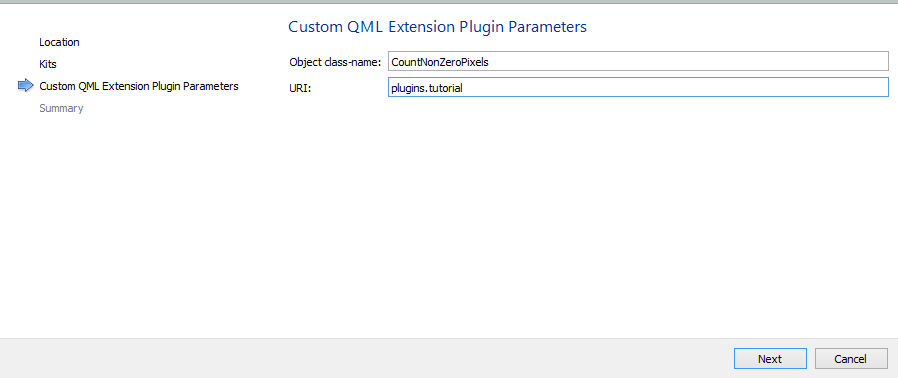 Location
Kits
Custom QML Extension Plugin Parameters
Summary
Custom QML Extension Plugin Parameters
Object class-name: CountNonZeroPixels
URI: plugins.tutorial
Next Cancel